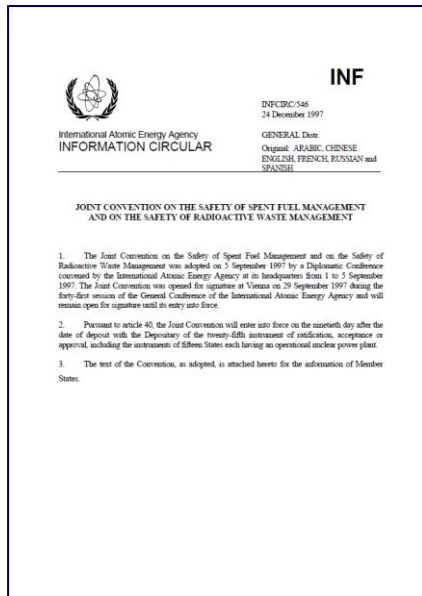 INF
INFCIRC/546
24 December 1997
International Atomic Energy Agency
INFORMATION CIRCULAR
GENERAL Distr.
Original: ARABIC, CHINESE
ENGLISH, FRENCH, RUSSIAN and
SPANISH
JOINT CONVENTION ON THE SAFETY OF SPENT FUEL MANAGEMENT
AND ON THE SAFETY OF RADIOACTIVE WASTE MANAGEMENT
1. The Joint Convention on the Safety of Spent Fuel Management and on the Safety of
Radioactive Waste Management was adopted on 5 September 1997 by a Diplomatic Conference
convened by the International Atomic Energy Agency at its headquarters from 1 to 5 September
1997. The Joint Convention was opened for signature at Vienna on 29 September 1997 during the
forty-first session of the General Conference of the International Atomic Energy Agency and will
remain open for signature until its entry into force.
2. Pursuant to article 40, the Joint Convention will enter into force on the ninetieth day after the
date of deposit with the Depositary of the twenty-fifth instrument of ratification, acceptance or
approval, including the instruments of fifteen States each having an operational nuclear power plant.
3. The text of the Convention, as adopted, is attached hereto for the information of Member
States.